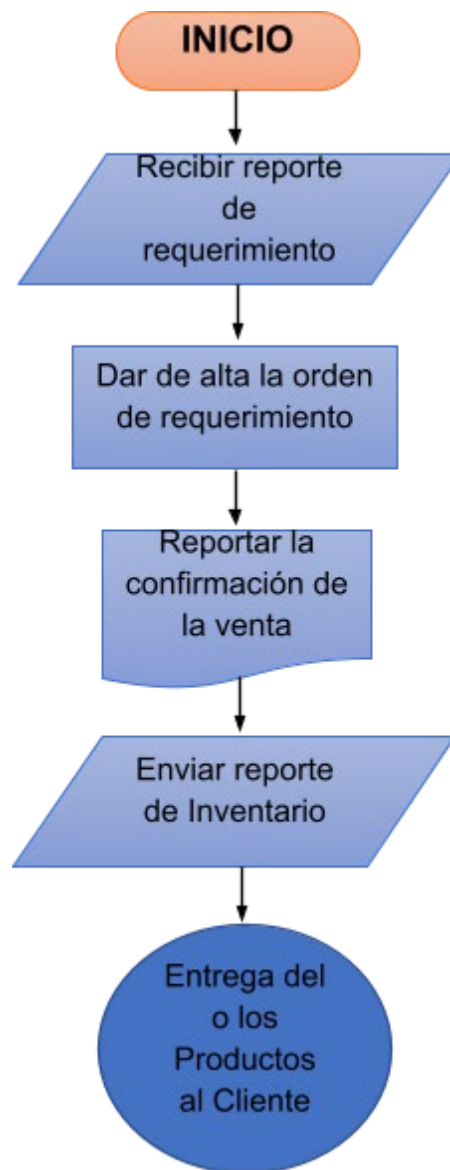 INICIO
Recibir reporte
de
requerimiento
Dar de alta la orden
de requerimiento
Reportar la
confirmación de
la venta
Enviar reporte
de Inventario
Entrega del
o los
Productos
al Cliente